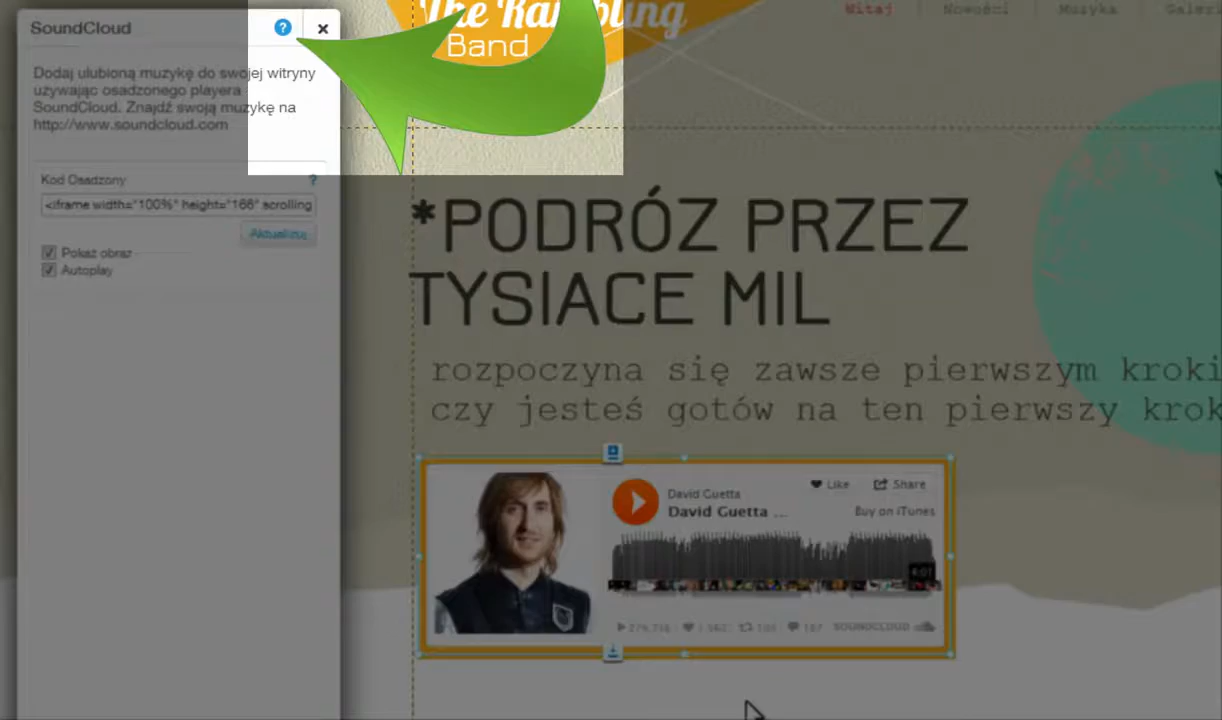 SoundCloud
?
Dodaj ulubioną muzykę do swojej witryny
używając osadzonego playera
SoundCloud. Znajdź swoją muzykę na
http://www.soundcloud.com
Kod Osadzony
?
<iframe width="100%" height="166" scrolling
Aktualizuj
Pokaż obraz
Autoplay
The Rambling
Band
Witaj
Nowości
Muzyka
*PODRÓZ PRZEZ
TYSIACE MIL
rozpoczyna się zawsze pierwszym kroki
czy jesteś gotów na ten pierwszy krok
Like
Share
David Guetta
David Guetta ...
Buy on iTunes
4:01
SOUNDCLOUD